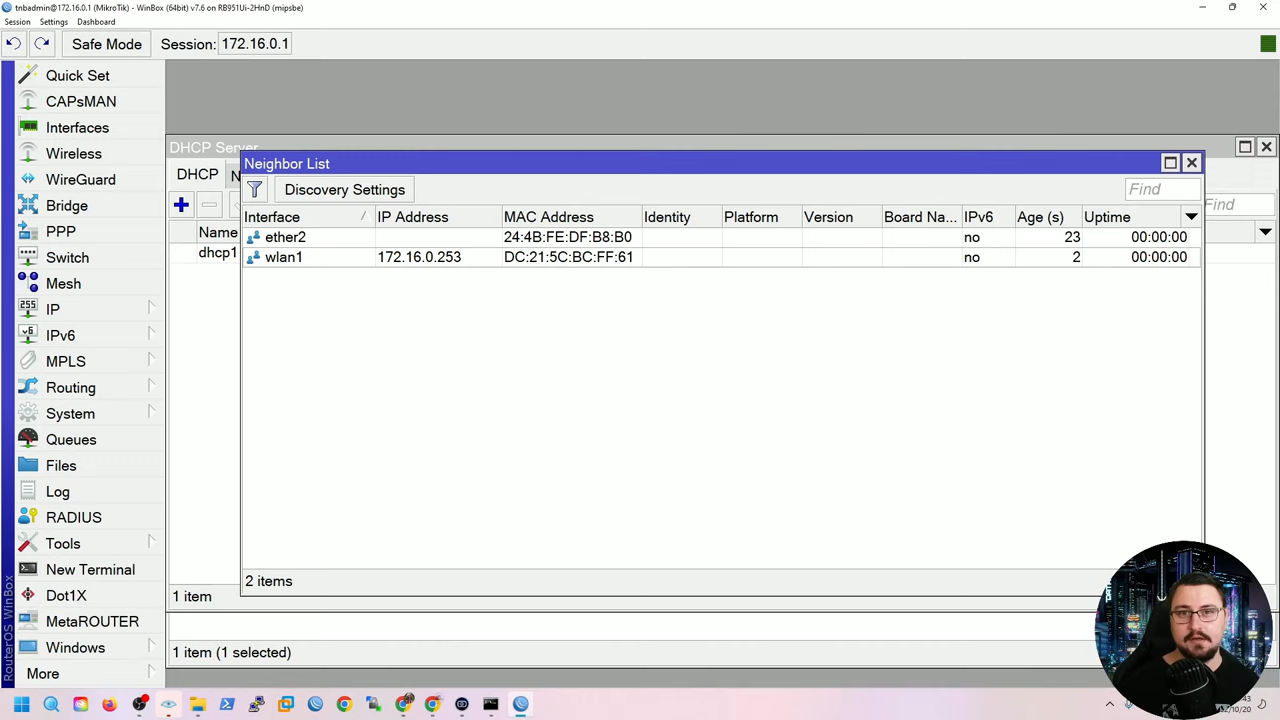 tnbadmin@172.16.0.1 (MikroTik) - WinBox (64bit) v7.6 on RB951Ui-2HnD (mipsbe)
Session Settings Dashboard
Safe Mode Session: 172.16.0.1
Quick Set
CAPsMAN
Interfaces
Wireless
WireGuard
Bridge
PPP
Switch
Mesh
IP
IPv6
MPLS
Routing
System
Queues
Files
Log
RADIUS
Tools
New Terminal
Dot1X
MetaROUTER
Windows
More
RouterOS WinBox
DHCP Server
DHCP
Name
dhcp1
1 item
1 item (1 selected)
Find
Neighbor List
Discovery Settings Find
Interface IP Address MAC Address Identity Platform Version Board Na... IPv6 Age (s) Uptime
ether2 24:4B:FE:DF:B8:B0 no 23 00:00:00
wlan1 172.16.0.253 DC:21:5C:BC:FF:61 no 2 00:00:00
2 items